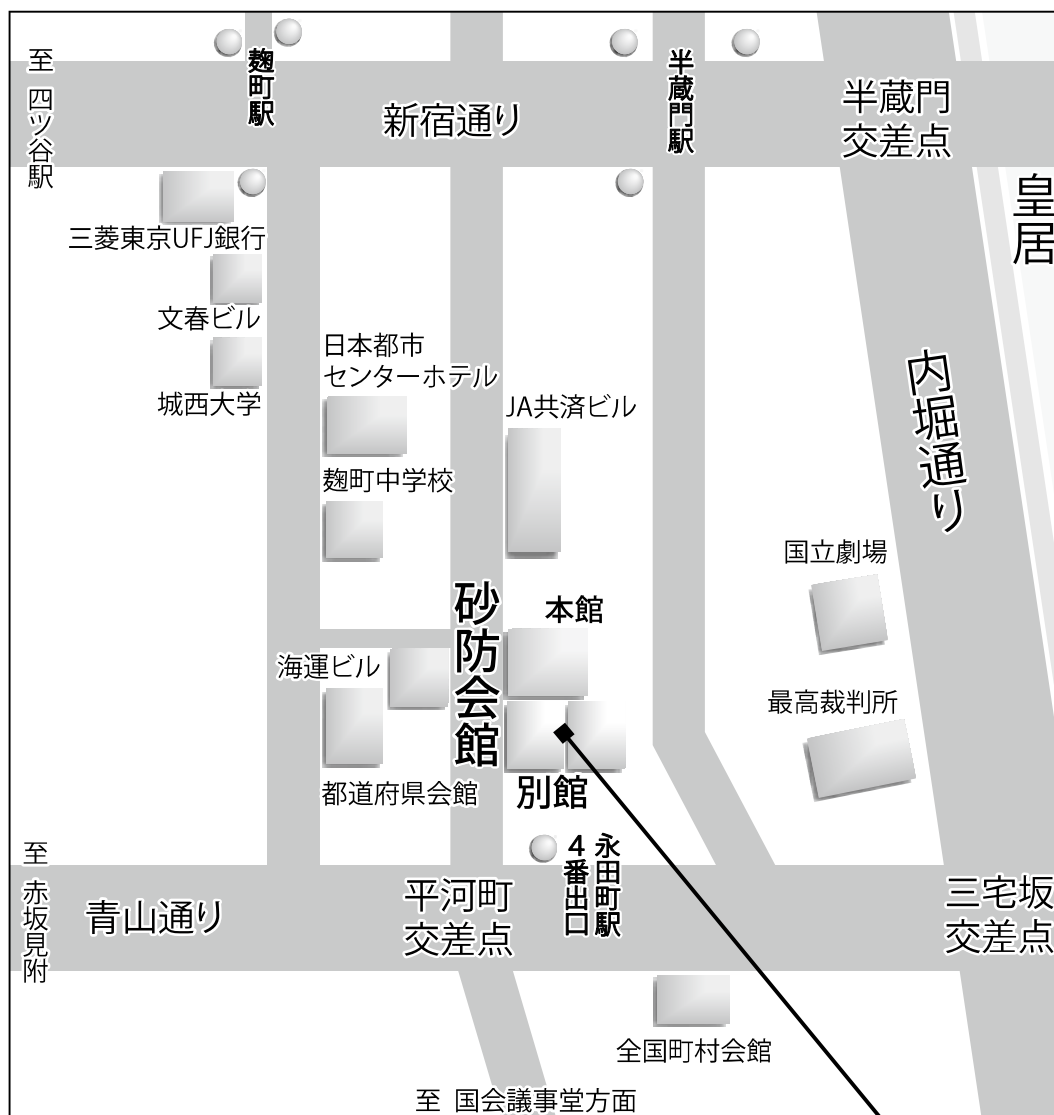 至 四ツ谷駅
麹町駅
新宿通り
半蔵門駅
半蔵門
交差点
皇居
三菱東京UFJ銀行
文春ビル
城西大学
日本都市
センターホテル
JA共済ビル
麹町中学校
内堀通り
国立劇場
砂防会館
本館
海運ビル
最高裁判所
都道府県会館
別館
永田町駅
4番出口
至 赤坂見附
青山通り
平河町
交差点
三宅坂
交差点
全国町村会館
至 国会議事堂方面